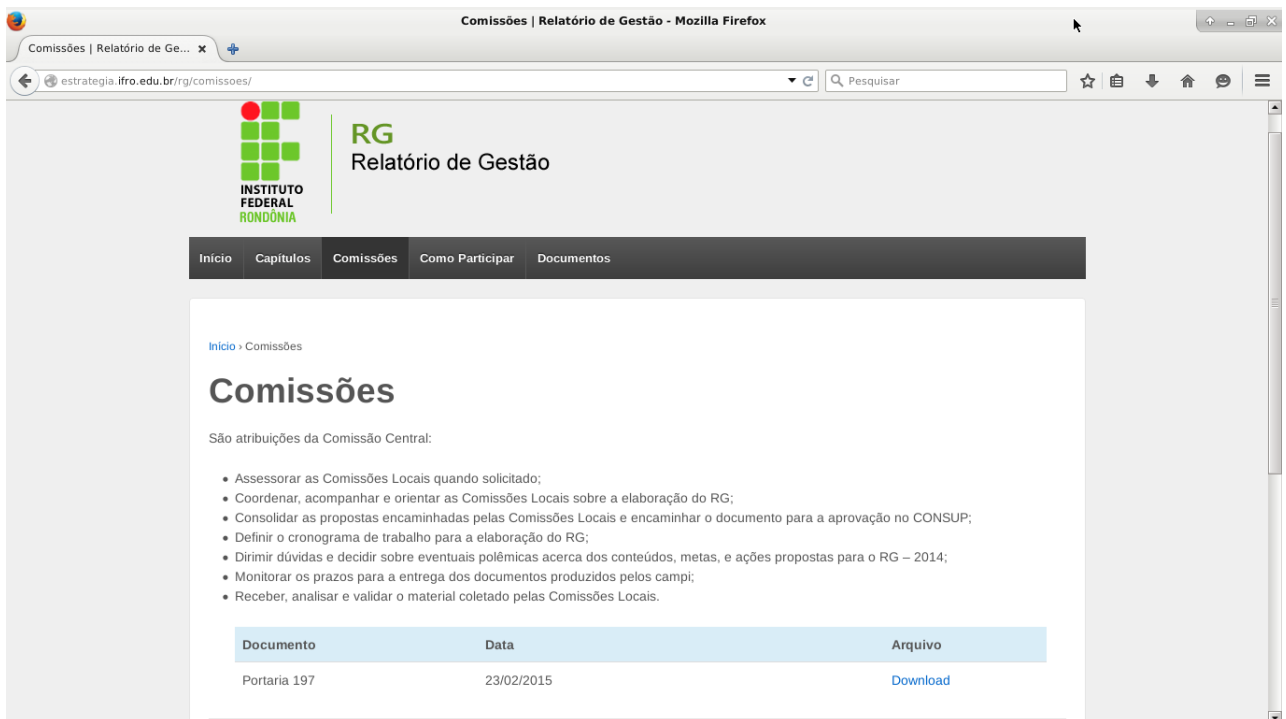 Comissões | Relatório de Gestão - Mozilla Firefox
Comissões | Relatório de Ge...
estrategia.ifro.edu.br/rg/comissoes/
Pesquisar
RG
Relatório de Gestão
INSTITUTO
FEDERAL
RONDÔNIA
Início Capítulos Comissões Como Participar Documentos
Início › Comissões
Comissões
São atribuições da Comissão Central:
• Assessorar as Comissões Locais quando solicitado;
• Coordenar, acompanhar e orientar as Comissões Locais sobre a elaboração do RG;
• Consolidar as propostas encaminhadas pelas Comissões Locais e encaminhar o documento para a aprovação no CONSUP;
• Definir o cronograma de trabalho para a elaboração do RG;
• Dirimir dúvidas e decidir sobre eventuais polêmicas acerca dos conteúdos, metas, e ações propostas para o RG – 2014;
• Monitorar os prazos para a entrega dos documentos produzidos pelos campi;
• Receber, analisar e validar o material coletado pelas Comissões Locais.
Documento Data Arquivo
Portaria 197 23/02/2015 Download